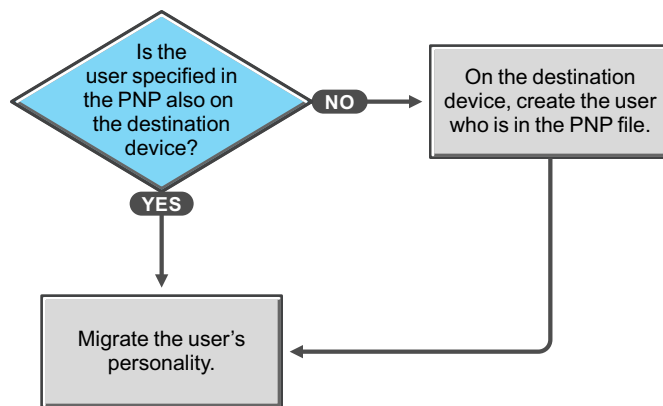 Is the
user specified in
the PNP also on
the destination
device?
NO
On the destination
device, create the user
who is in the PNP file.
YES
Migrate the user’s
personality.